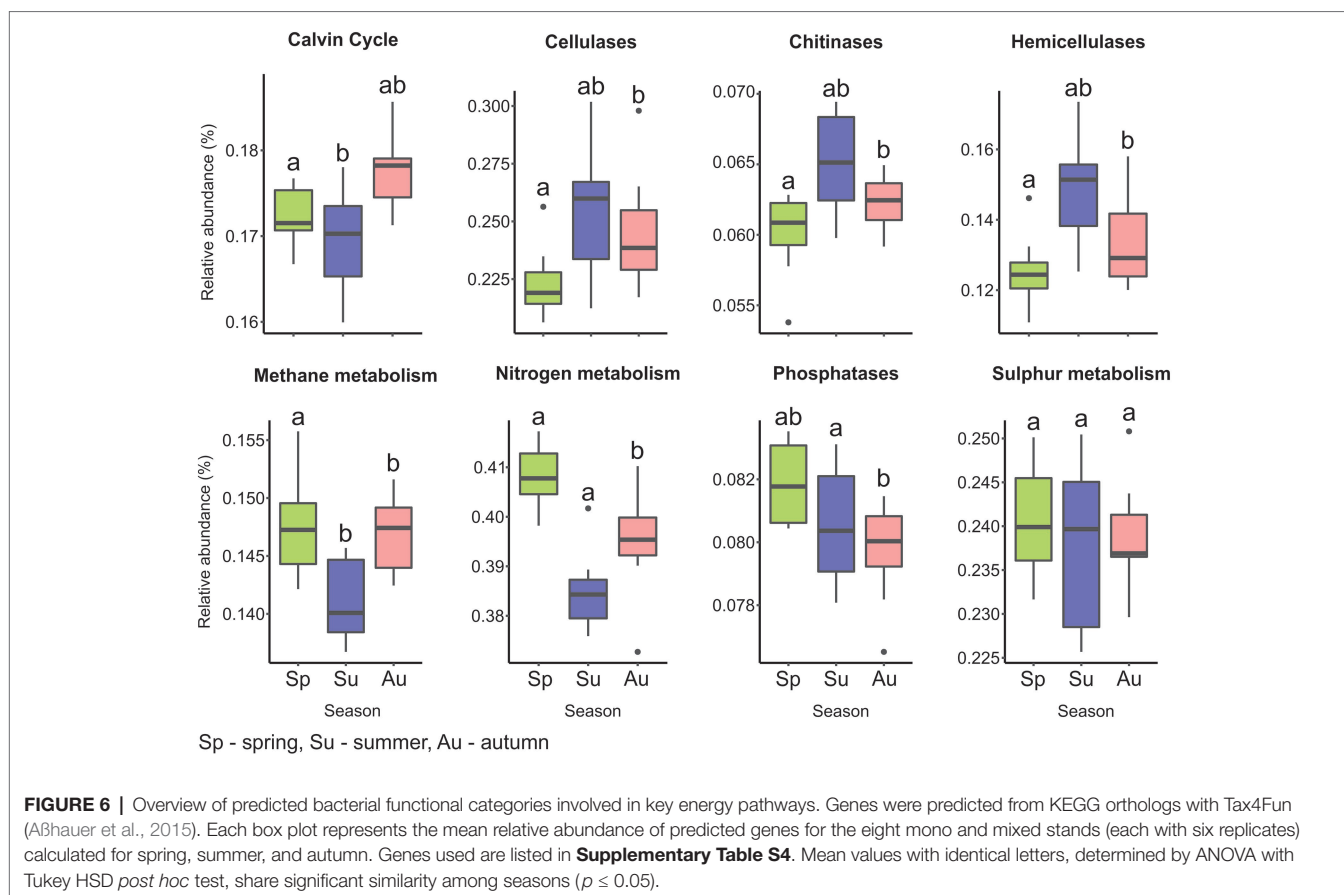 Calvin Cycle
Cellulases
Chitinases
Hemicellulases
Relative abundance (%)
0.18
0.17
0.16
a
b
ab
0.300
0.275
0.250
0.225
a
ab
b
0.070
0.065
0.060
0.055
a
ab
b
0.16
0.14
0.12
a
ab
b
Methane metabolism
Nitrogen metabolism
Phosphatases
Sulphur metabolism
Relative abundance (%)
0.155
0.150
0.145
0.140
a
b
b
0.41
0.40
0.39
0.38
a
a
b
0.082
0.080
0.078
ab
a
b
0.250
0.245
0.240
0.235
0.230
0.225
a
a
a
Sp Su Au
Sp Su Au
Sp Su Au
Sp Su Au
Season
Season
Season
Season
Sp - spring, Su - summer, Au - autumn
FIGURE 6 | Overview of predicted bacterial functional categories involved in key energy pathways. Genes were predicted from KEGG orthologs with Tax4Fun
(Aßhauer et al., 2015). Each box plot represents the mean relative abundance of predicted genes for the eight mono and mixed stands (each with six replicates)
calculated for spring, summer, and autumn. Genes used are listed in Supplementary Table S4. Mean values with identical letters, determined by ANOVA with
Tukey HSD post hoc test, share significant similarity among seasons (p ≤ 0.05).